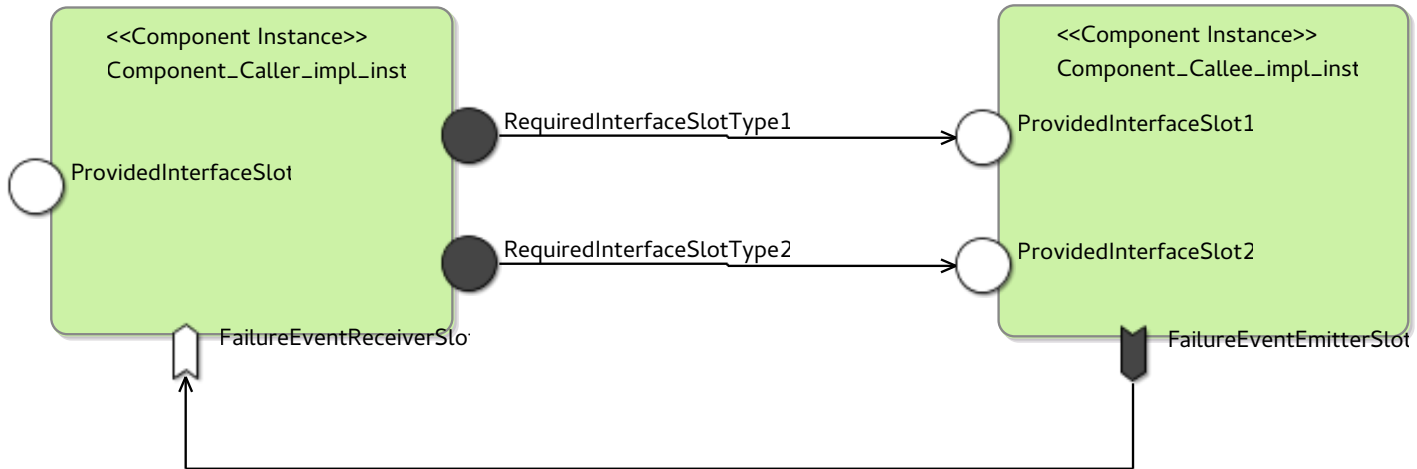 <<Component Instance>>
Component_Caller_impl_inst
ProvidedInterfaceSlot
RequiredInterfaceSlotType1
RequiredInterfaceSlotType2
FailureEventReceiverSlot
<<Component Instance>>
Component_Callee_impl_inst
ProvidedInterfaceSlot1
ProvidedInterfaceSlot2
FailureEventEmitterSlot